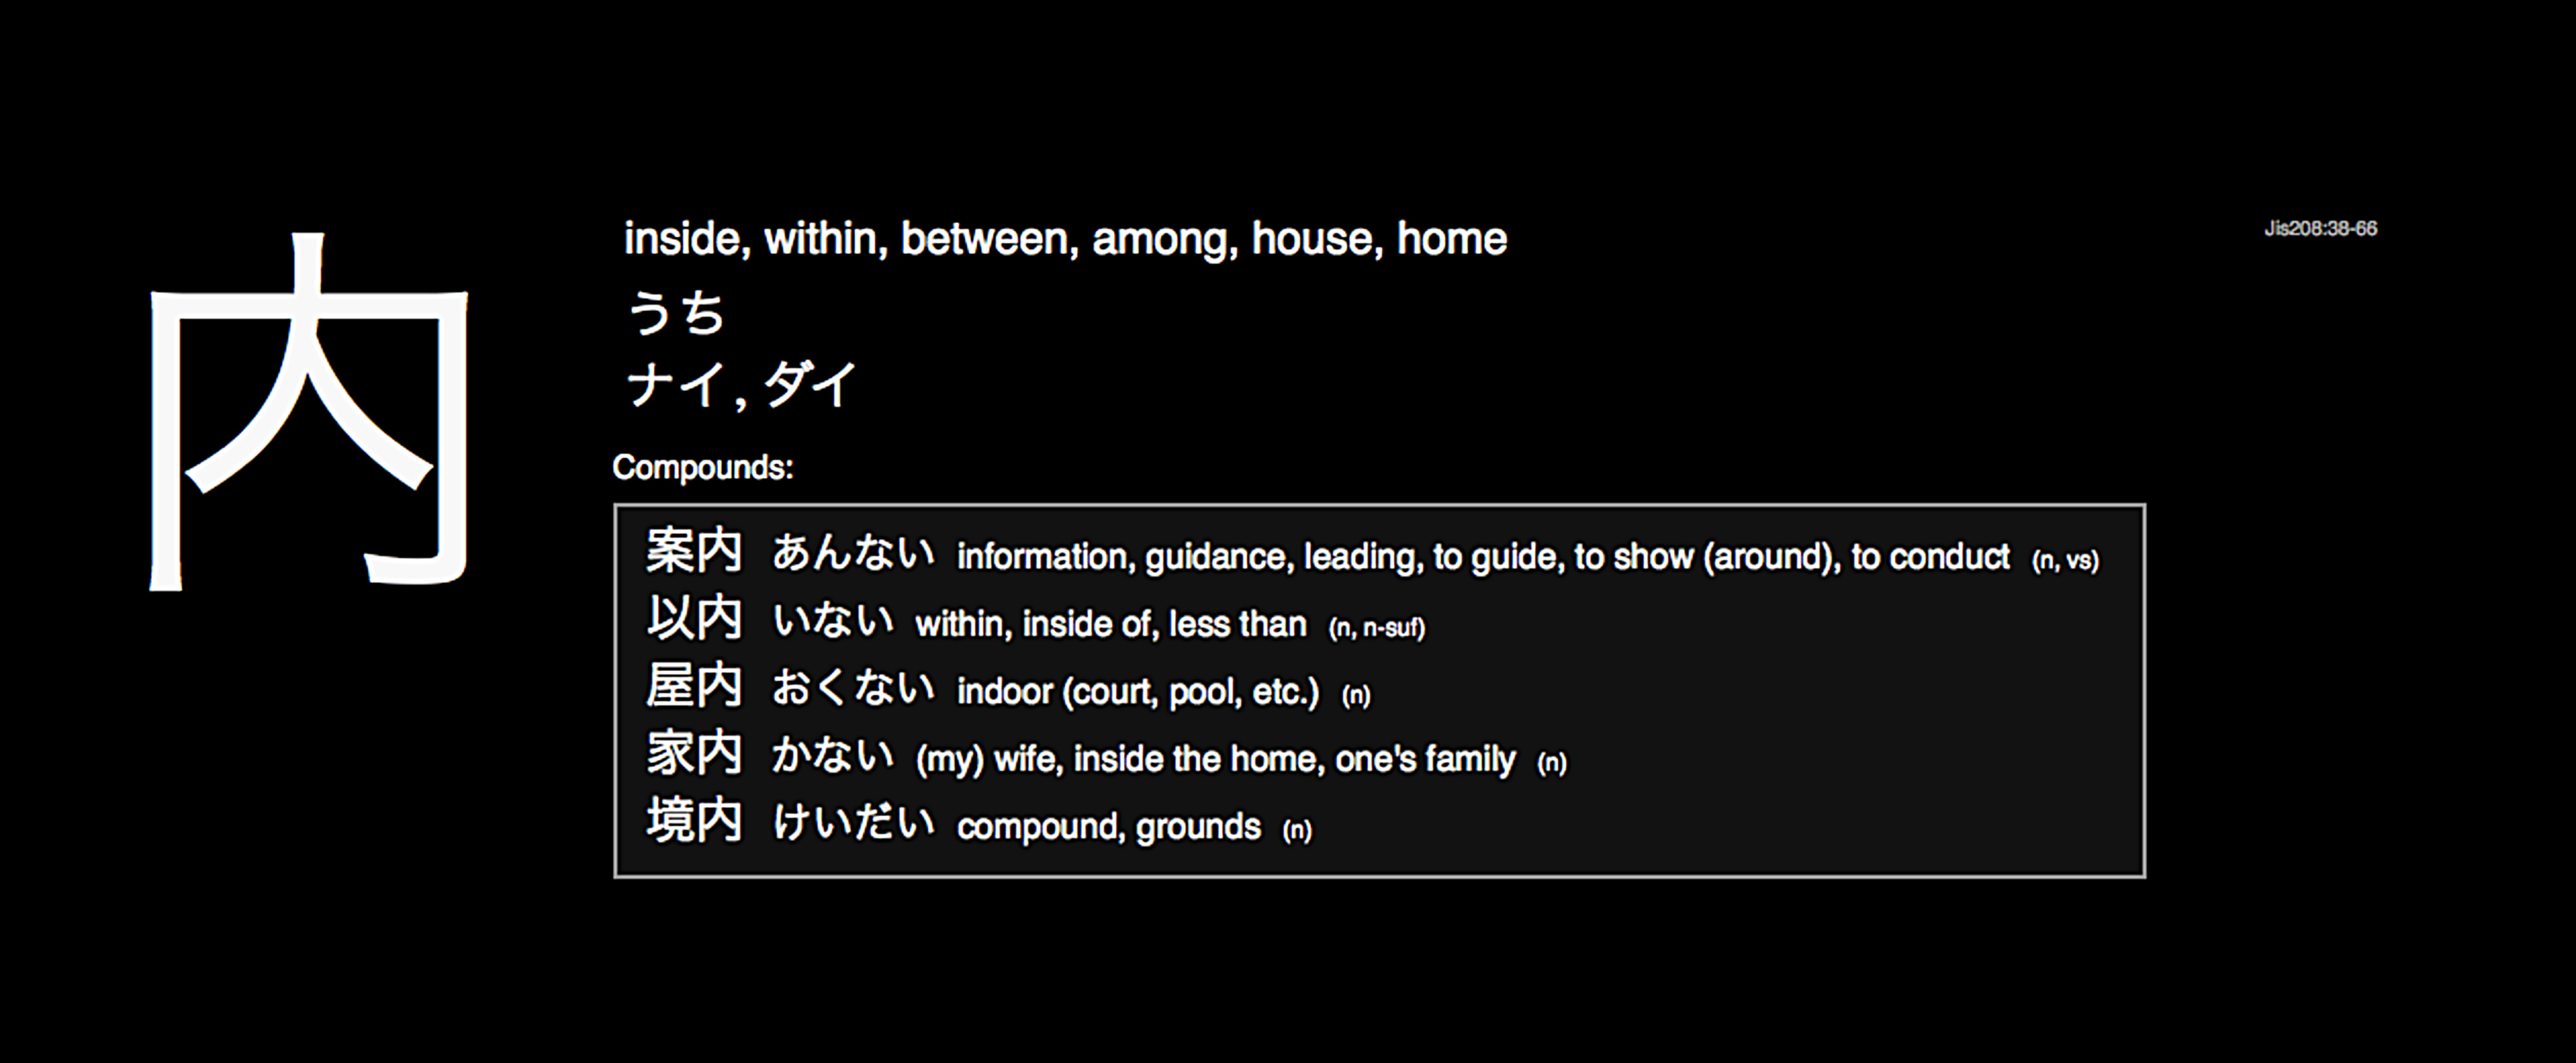 内
inside, within, between, among, house, home
Jis208:38-66
うち
ナイ, ダイ
Compounds:
案内 あんない information, guidance, leading, to guide, to show (around), to conduct (n, vs)
以内 いない within, inside of, less than (n, n-suf)
屋内 おくない indoor (court, pool, etc.) (n)
家内 かない (my) wife, inside the home, one's family (n)
境内 けいだい compound, grounds (n)